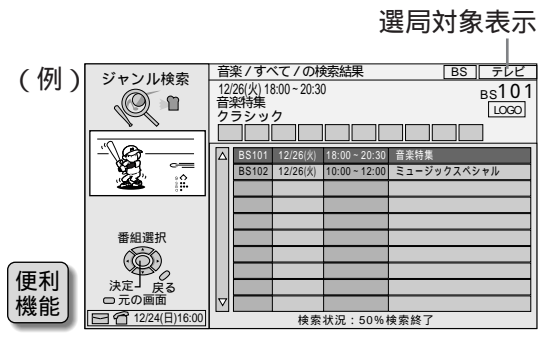 選局対象表示
（例）
ジャンル検索
音楽/すべて/の検索結果 BS テレビ
12/26(火) 18:00~20:30 BS101
音楽特集 LOGO
クラシック
BS101 12/26(火) 18:00~20:30 音楽特集
BS102 12/26(火) 10:00~12:00 ミュージックスペシャル
番組選択
決定 戻る
元の画面
便利
機能
12/24(日)16:00
検索状況：50%検索終了